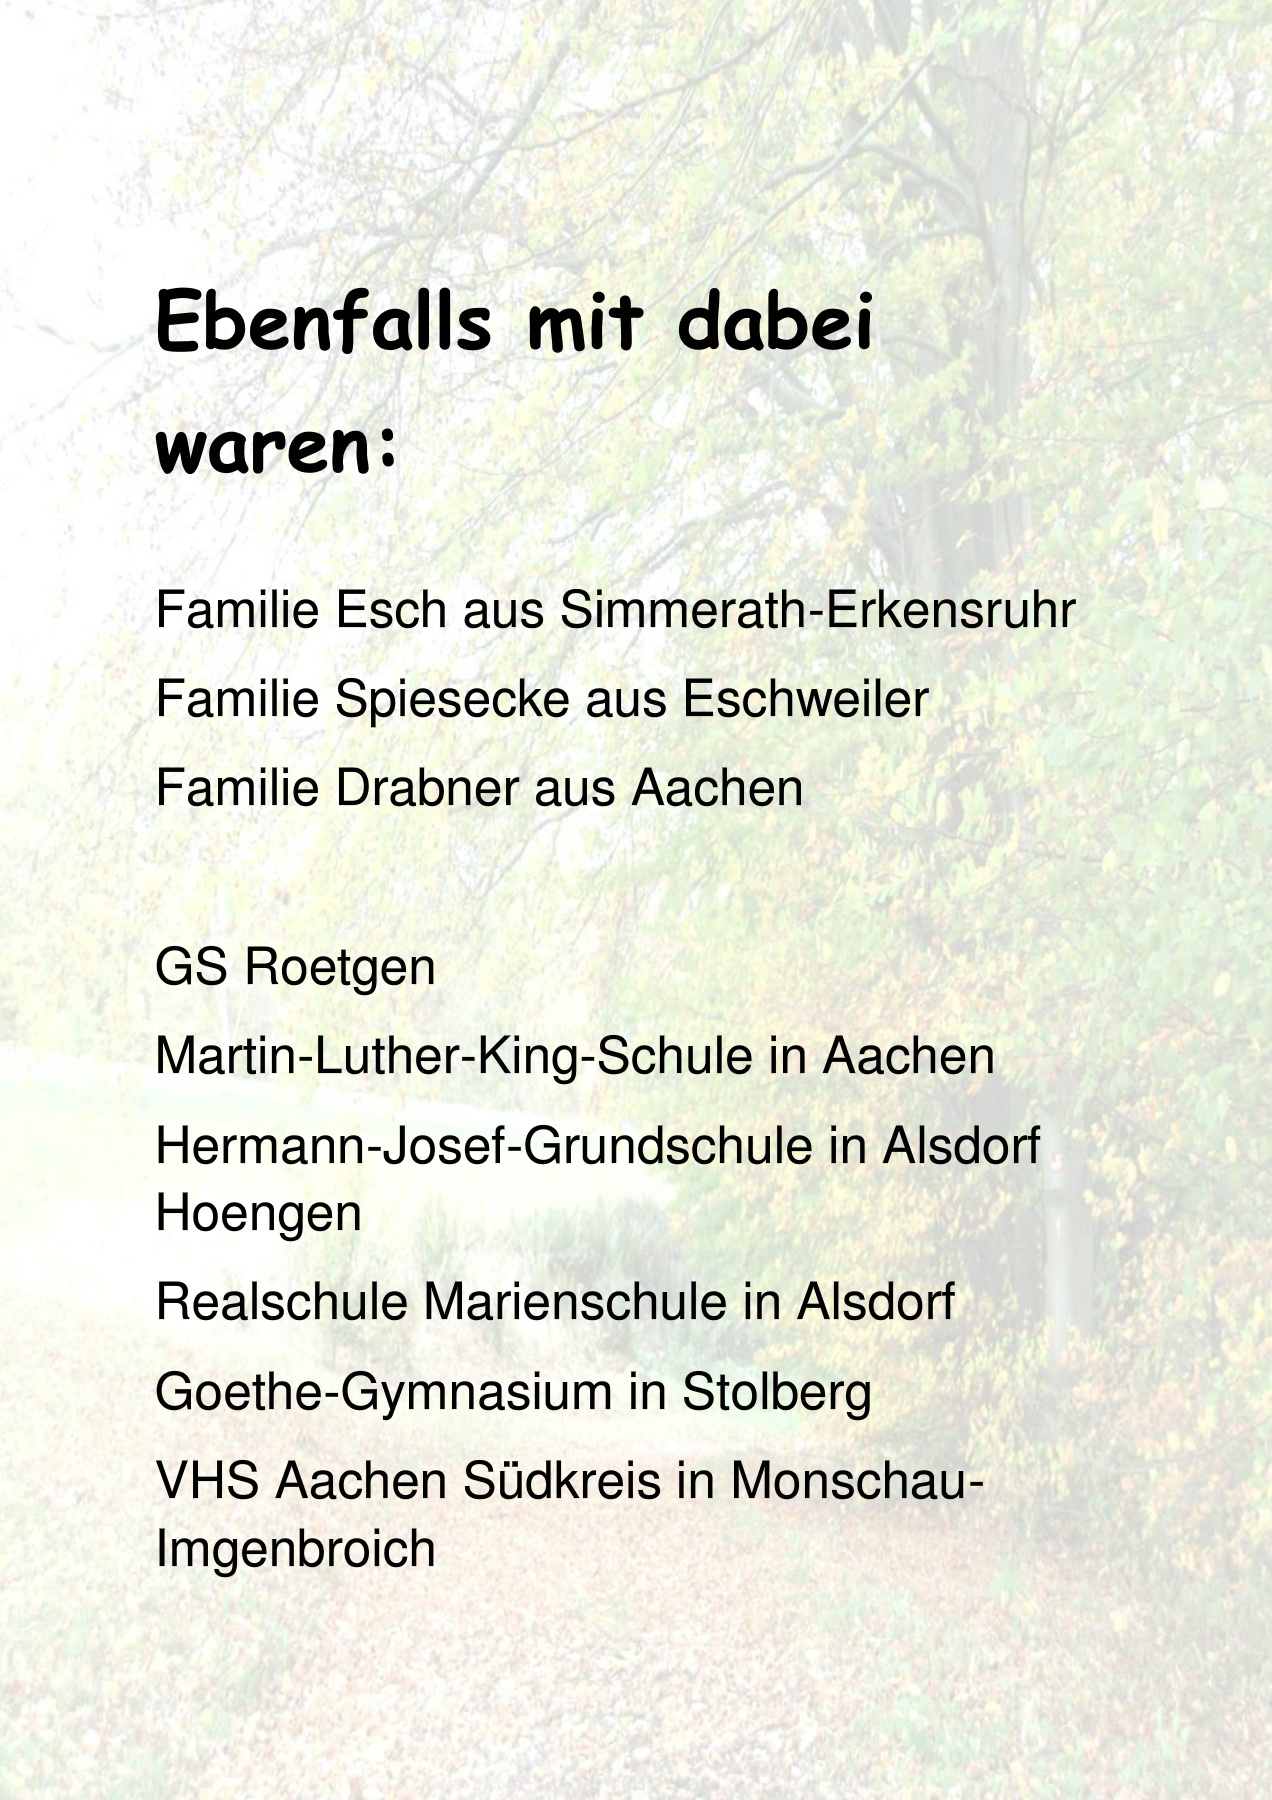 Ebenfalls mit dabei
waren:
Familie Esch aus Simmerath-Erkensruhr
Familie Spiesecke aus Eschweiler
Familie Drabner aus Aachen
GS Roetgen
Martin-Luther-King-Schule in Aachen
Hermann-Josef-Grundschule in Alsdorf
Hoengen
Realschule Marienschule in Alsdorf
Goethe-Gymnasium in Stolberg
VHS Aachen Südkreis in Monschau-
Imgenbroich